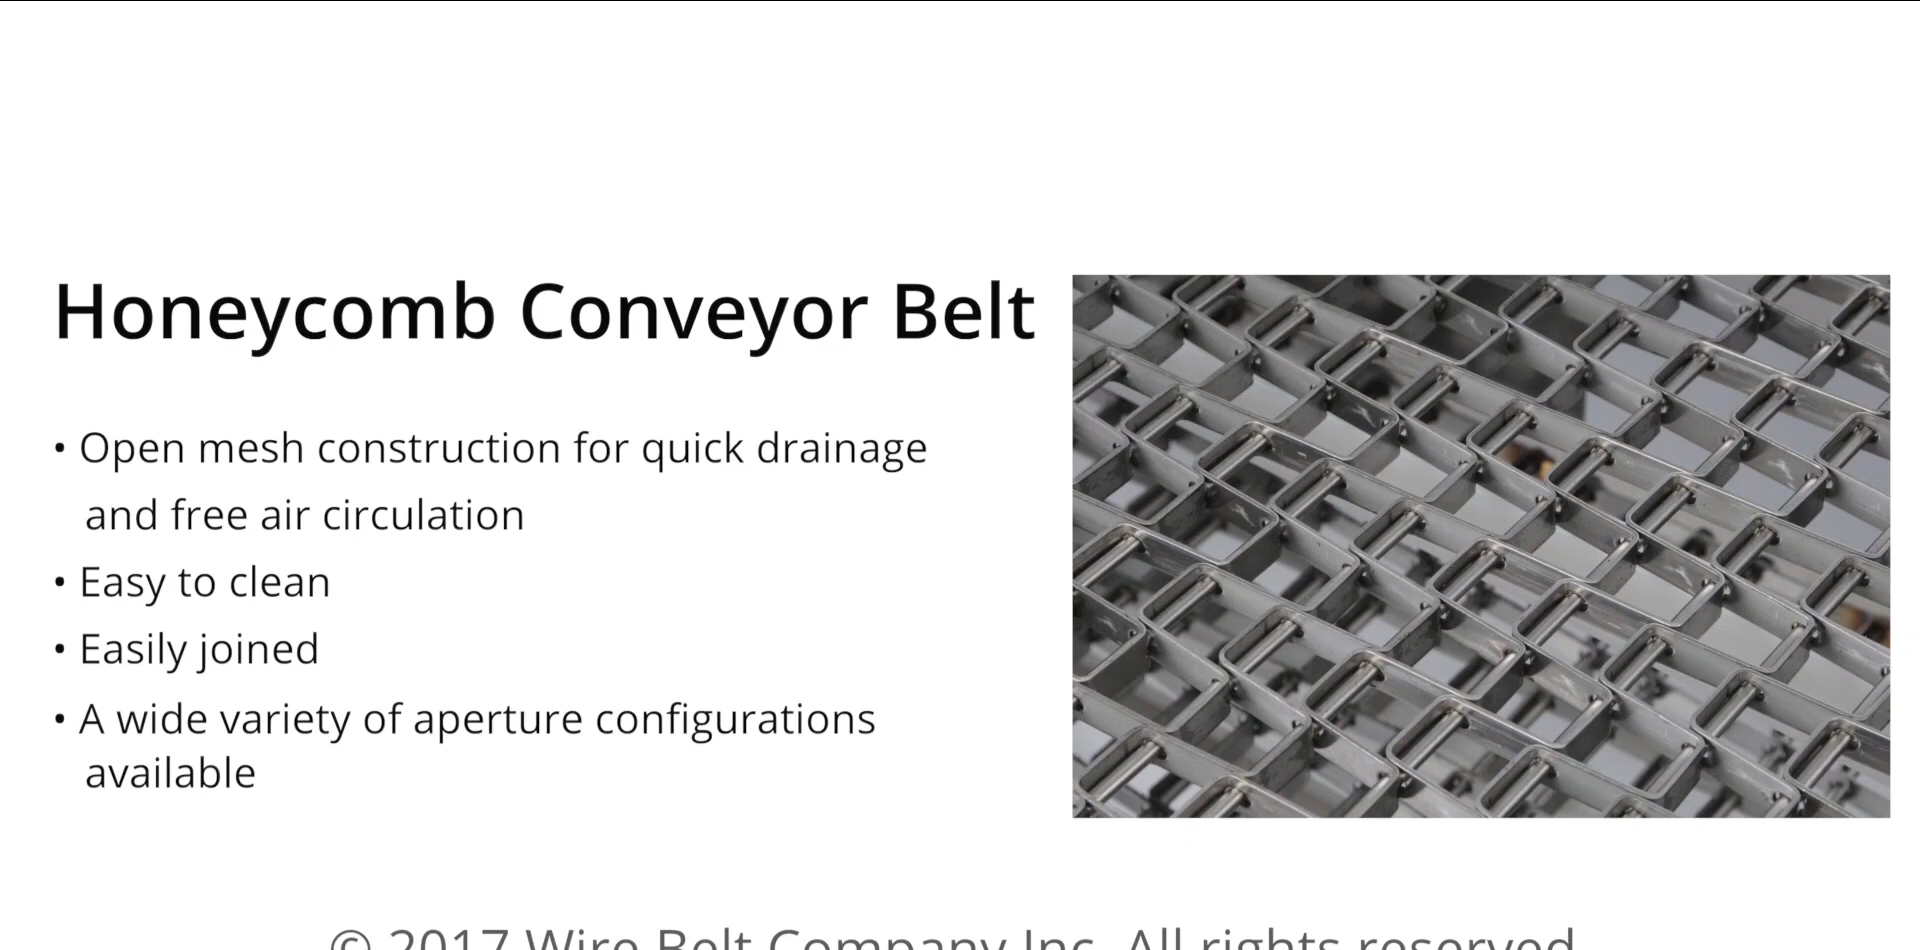 Honeycomb Conveyor Belt
• Open mesh construction for quick drainage
and free air circulation
• Easy to clean
• Easily joined
• A wide variety of aperture configurations
available
© 2017 Wire Belt Company Inc. All rights reserved